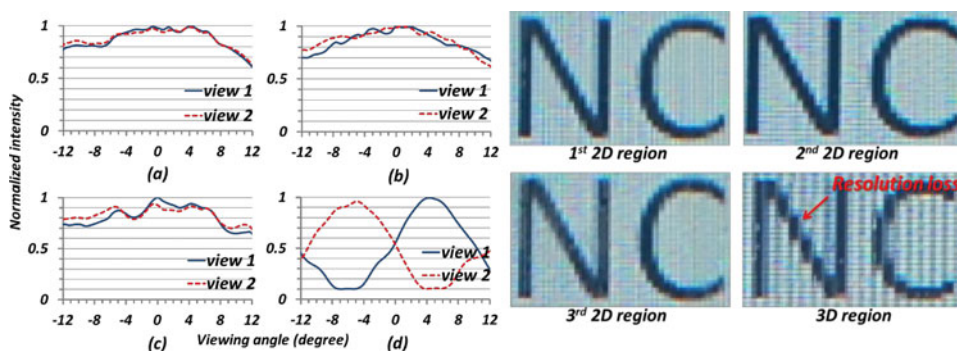 Normalized intensity
1
0.5
0
view 1
view 2
-12 -8 -4 0 4 8 12
(a)
1
0.5
0
view 1
view 2
-12 -8 -4 0 4 8 12
(b)
1
0.5
0
view 1
view 2
-12 -8 -4 0 4 8 12
(c)
1
0.5
0
view 1
view 2
-12 -8 -4 0 4 8 12
(d)
Viewing angle (degree)
NC
1st 2D region
NC
2nd 2D region
NC
3rd 2D region
Resolution loss
NC
3D region